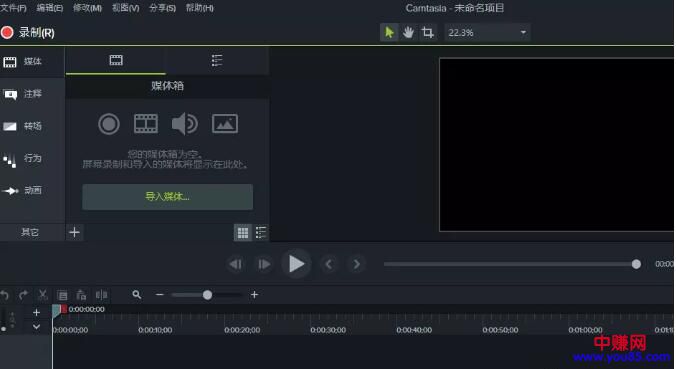 文件(F) 编辑(E) 修改(M) 视图(V) 分享(S) 帮助(H) Camtasia - 未命名项目
录制(R) 22.3%
媒体
媒体箱
注释
您的媒体箱为空。
屏幕录制和导入的媒体将显示在此处。
转场
行为
导入媒体...
动画
其它
00:00
0:00:00;00
0:00:00;00 0:00:10;00 0:00:20;00 0:00:30;00 0:00:40;00 0:00:50;00 0:01:00;00 0:01:10
中赚网
www.you85.com